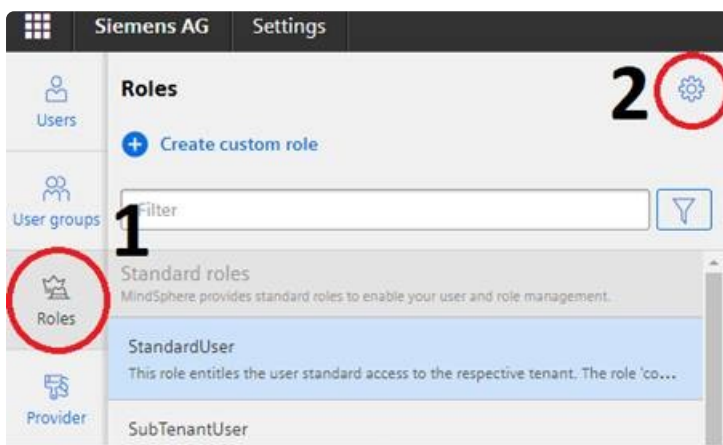 Siemens AG Settings
Users
User groups
Roles
Provider
Roles
2
Create custom role
1
Filter
Standard roles
MindSphere provides standard roles to enable your user and role management.
StandardUser
This role entitles the user standard access to the respective tenant. The role 'co...
SubTenantUser